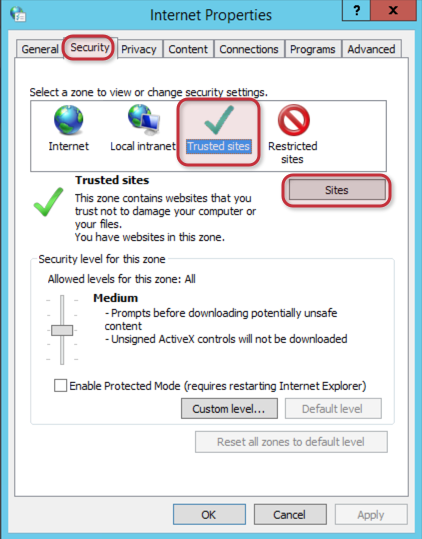 Internet Properties
?
x
General Security Privacy Content Connections Programs Advanced
Select a zone to view or change security settings.
Internet Local intranet Trusted sites Restricted
sites
Trusted sites
Sites
This zone contains websites that you
trust not to damage your computer or
your files.
You have websites in this zone.
Security level for this zone
Allowed levels for this zone: All
Medium
- Prompts before downloading potentially unsafe
content
- Unsigned ActiveX controls will not be downloaded
Enable Protected Mode (requires restarting Internet Explorer)
Custom level... Default level
Reset all zones to default level
OK Cancel Apply